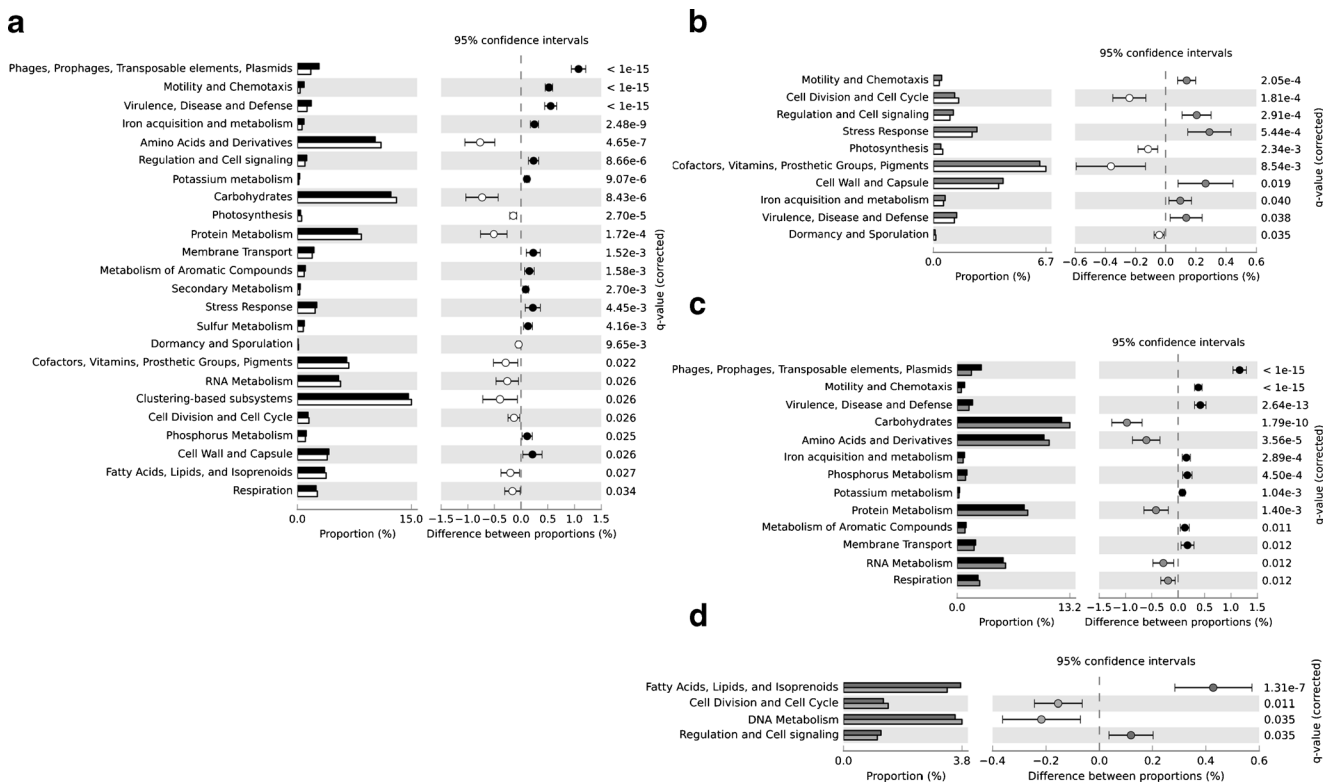 a
95% confidence intervals
Phages, Prophages, Transposable elements, Plasmids < 1e-15
Motility and Chemotaxis < 1e-15
Virulence, Disease and Defense < 1e-15
Iron acquisition and metabolism 2.48e-9
Amino Acids and Derivatives 4.65e-7
Regulation and Cell signaling 8.66e-6
Potassium metabolism 9.07e-6
Carbohydrates 8.43e-6
Photosynthesis 2.70e-5
Protein Metabolism 1.72e-4
Membrane Transport 1.52e-3
Metabolism of Aromatic Compounds 1.58e-3
Secondary Metabolism 2.70e-3
Stress Response 4.45e-3
Sulfur Metabolism 4.16e-3
Dormancy and Sporulation 9.65e-3
Cofactors, Vitamins, Prosthetic Groups, Pigments 0.022
RNA Metabolism 0.026
Clustering-based subsystems 0.026
Cell Division and Cell Cycle 0.026
Phosphorus Metabolism 0.025
Cell Wall and Capsule 0.026
Fatty Acids, Lipids, and Isoprenoids 0.027
Respiration 0.034
0.0 15.0 −1.5 −1.0 −0.5 0.0 0.5 1.0 1.5
Proportion (%) Difference between proportions (%)
q-value (corrected)
b
95% confidence intervals
Motility and Chemotaxis 2.05e-4
Cell Division and Cell Cycle 1.81e-4
Regulation and Cell signaling 2.91e-4
Stress Response 5.44e-4
Photosynthesis 2.34e-3
Cofactors, Vitamins, Prosthetic Groups, Pigments 8.54e-3
Cell Wall and Capsule 0.019
Iron acquisition and metabolism 0.040
Virulence, Disease and Defense 0.038
Dormancy and Sporulation 0.035
0.0 6.7 −0.6 −0.4 −0.2 0.0 0.2 0.4 0.6
Proportion (%) Difference between proportions (%)
q-value (corrected)
c
95% confidence intervals
Phages, Prophages, Transposable elements, Plasmids < 1e-15
Motility and Chemotaxis < 1e-15
Virulence, Disease and Defense 2.64e-13
Carbohydrates 1.79e-10
Amino Acids and Derivatives 3.56e-5
Iron acquisition and metabolism 2.89e-4
Phosphorus Metabolism 4.50e-4
Potassium metabolism 1.04e-3
Protein Metabolism 1.40e-3
Metabolism of Aromatic Compounds 0.011
Membrane Transport 0.012
RNA Metabolism 0.012
Respiration 0.012
0.0 13.2 −1.5 −1.0 −0.5 0.0 0.5 1.0 1.5
Proportion (%) Difference between proportions (%)
q-value (corrected)
d
95% confidence intervals
Fatty Acids, Lipids, and Isoprenoids 1.31e-7
Cell Division and Cell Cycle 0.011
DNA Metabolism 0.035
Regulation and Cell signaling 0.035
0.0 3.8 −0.4 −0.2 0.0 0.2 0.4 0.6
Proportion (%) Difference between proportions (%)
q-value (corrected)